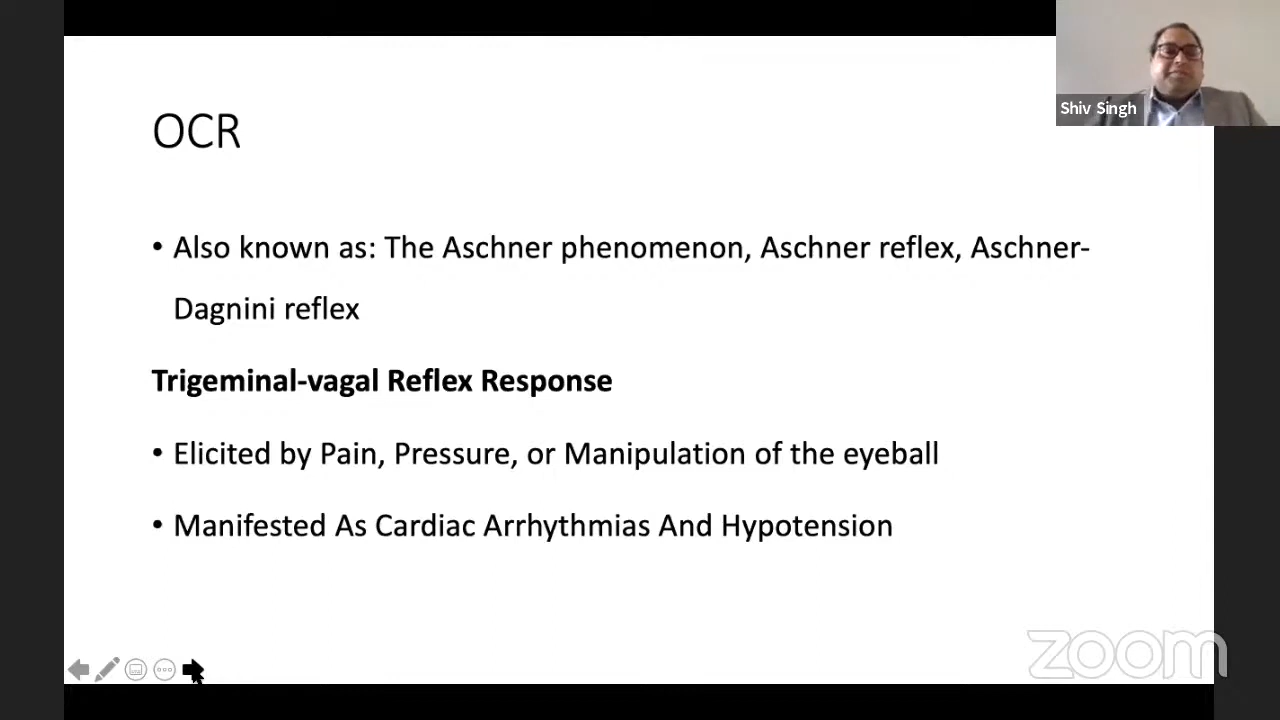 Shiv Singh
OCR
• Also known as: The Aschner phenomenon, Aschner reflex, Aschner-
Dagnini reflex
Trigeminal-vagal Reflex Response
• Elicited by Pain, Pressure, or Manipulation of the eyeball
• Manifested As Cardiac Arrhythmias And Hypotension
zoom